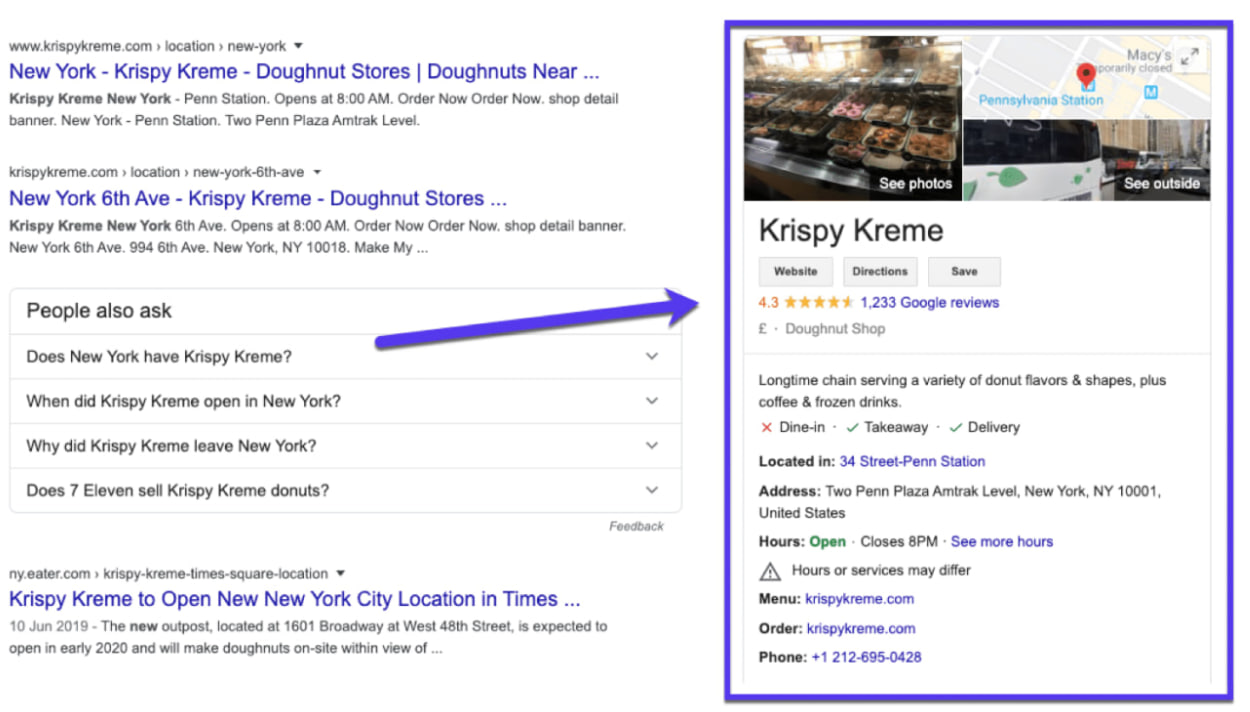 www.krispykreme.com › location › new-york
New York - Krispy Kreme - Doughnut Stores | Doughnuts Near ...
Krispy Kreme New York - Penn Station. Opens at 8:00 AM. Order Now Order Now. shop detail
banner. New York - Penn Station. Two Penn Plaza Amtrak Level.
krispykreme.com › location › new-york-6th-ave
New York 6th Ave - Krispy Kreme - Doughnut Stores ...
Krispy Kreme New York 6th Ave. Opens at 8:00 AM. Order Now Order Now. shop detail banner.
New York 6th Ave. 994 6th Ave. New York, NY 10018. Make My ...
People also ask
Does New York have Krispy Kreme?
When did Krispy Kreme open in New York?
Why did Krispy Kreme leave New York?
Does 7 Eleven sell Krispy Kreme donuts?
Feedback
ny.eater.com › krispy-kreme-times-square-location
Krispy Kreme to Open New New York City Location in Times ...
10 Jun 2019 - The new outpost, located at 1601 Broadway at West 48th Street, is expected to
open in early 2020 and will make doughnuts on-site within view of ...
Macy's
porarily closed
Pennsylvania Station
M
See photos
See outside
Krispy Kreme
Website Directions Save
4.3 1,233 Google reviews
£ · Doughnut Shop
Longtime chain serving a variety of donut flavors & shapes, plus
coffee & frozen drinks.
Dine-in · Takeaway · Delivery
Located in: 34 Street-Penn Station
Address: Two Penn Plaza Amtrak Level, New York, NY 10001,
United States
Hours: Open · Closes 8PM · See more hours
Hours or services may differ
Menu: krispykreme.com
Order: krispykreme.com
Phone: +1 212-695-0428